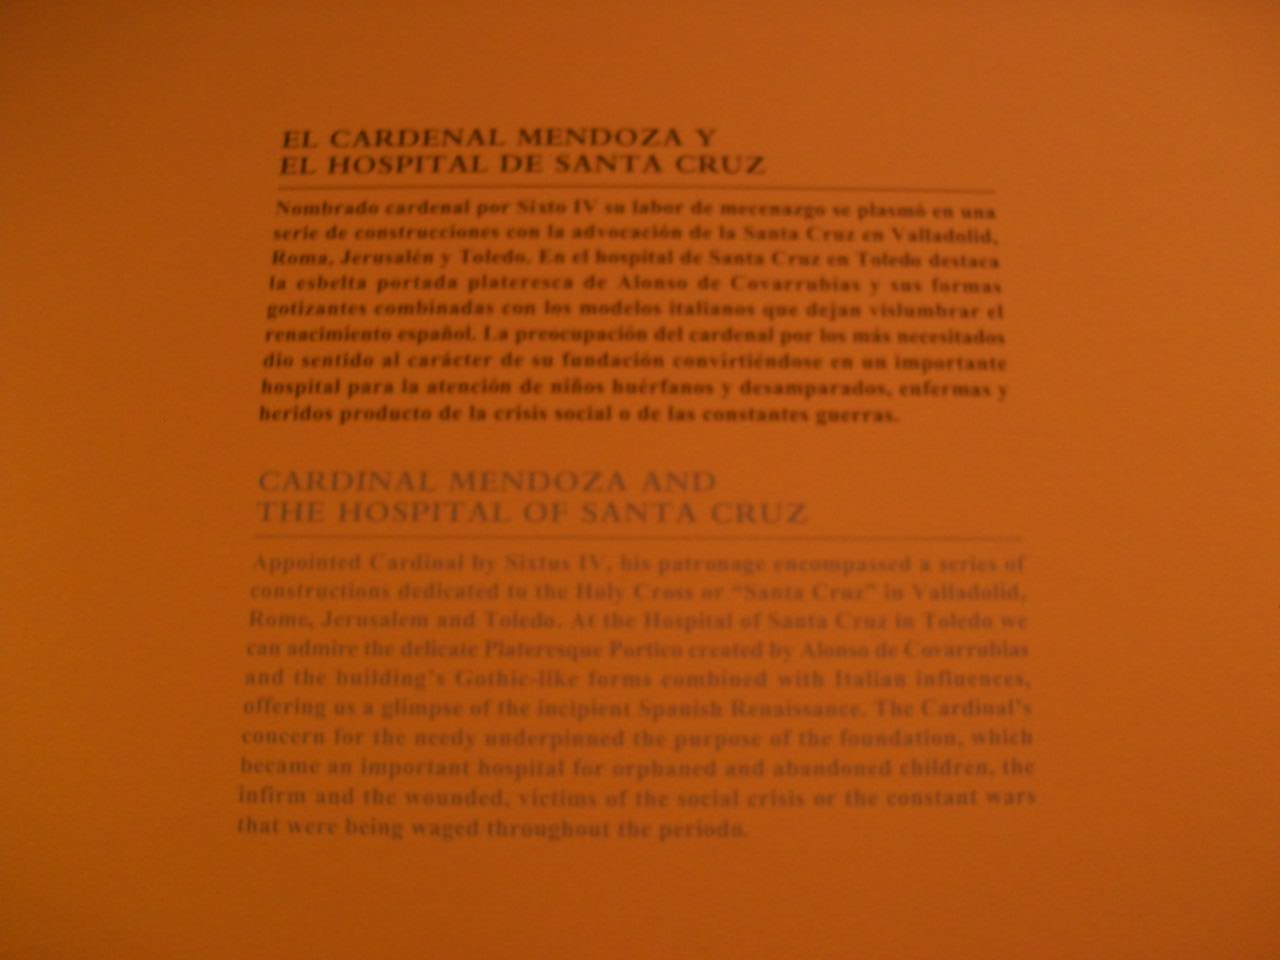 EL CARDENAL MENDOZA Y
EL HOSPITAL DE SANTA CRUZ
Nombrado cardenal por Sixto IV su labor de mecenazgo se plasmó en una
serie de construcciones con la advocación de la Santa Cruz en Valladolid,
Roma, Jerusalén y Toledo. En el hospital de Santa Cruz en Toledo destaca
la esbelta portada plateresca de Alonso de Covarrubias y sus formas
gotizantes combinadas con los modelos italianos que dejan vislumbrar el
renacimiento español. La preocupación del cardenal por los más necesitados
dio sentido al carácter de su fundación convirtiéndose en un importante
hospital para la atención de niños huérfanos y desamparados, enfermas y
heridos producto de la crisis social o de las constantes guerras.
CARDINAL MENDOZA AND
THE HOSPITAL OF SANTA CRUZ
Appointed Cardinal by Sixtus IV, his patronage encompassed a series of
constructions dedicated to the Holy Cross or "Santa Cruz" in Valladolid,
Rome, Jerusalem and Toledo. At the Hospital of Santa Cruz in Toledo we
can admire the delicate Plateresque Portico created by Alonso de Covarrubias
and the building's Gothic-like forms combined with Italian influences,
offering us a glimpse of the incipient Spanish Renaissance. The Cardinal's
concern for the needy underpinned the purpose of the foundation, which
became an important hospital for orphaned and abandoned children, the
infirm and the wounded, victims of the social crisis or the constant wars
that were being waged throughout the periodo.